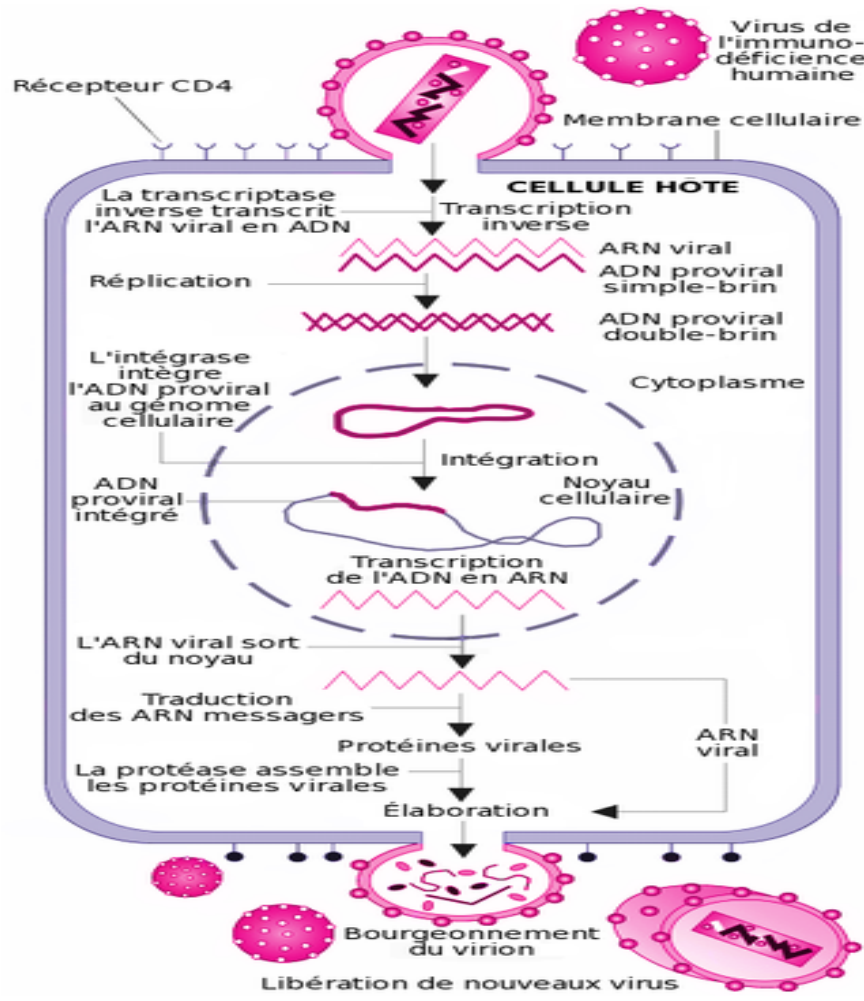 Virus de
l'immuno-
déficience
humaine
Récepteur CD4
Membrane cellulaire
CELLULE HÔTE
La transcriptase
inverse transcrit
l'ARN viral en ADN
Transcription
inverse
ARN viral
ADN proviral
simple-brin
Réplication
ADN proviral
double-brin
L'intégrase
intègre
l'ADN proviral
au génome
cellulaire
Cytoplasme
Intégration
ADN
proviral
intégré
Noyau
cellulaire
Transcription
de l'ADN en ARN
L'ARN viral sort
du noyau
Traduction
des ARN messagers
ARN
viral
Protéines virales
La protéase assemble
les protéines virales
Élaboration
Bourgeonnement
du virion
Libération de nouveaux virus